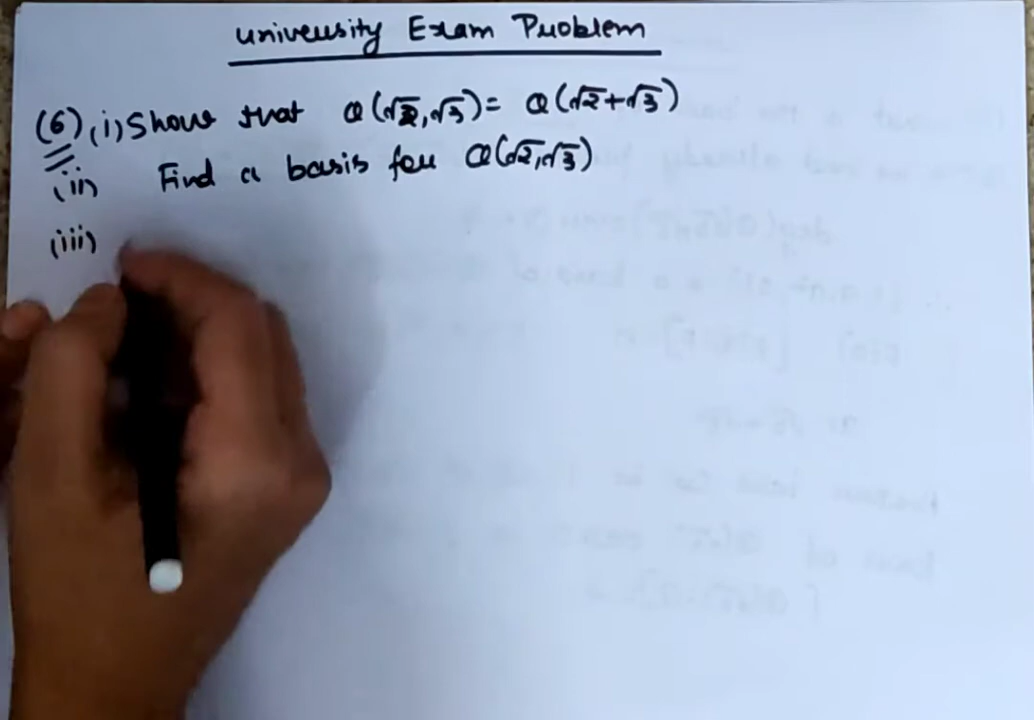 University Exam Problem
(6), (i) Show that Q(√2,√3) = Q(√2+√3)
(ii) Find a basis for Q(√2,√3)
(iii)